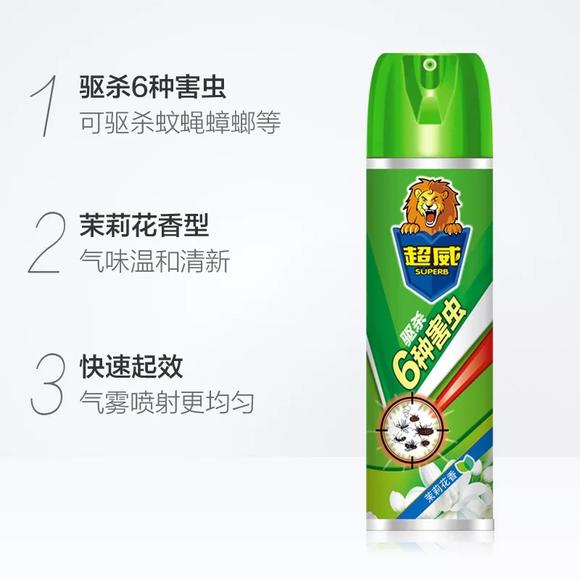 1
驱杀6种害虫
可驱杀蚊蝇蟑螂等
2
茉莉花香型
气味温和清新
3
快速起效
气雾喷射更均匀
超威
SUPERB
驱杀
6种害虫
茉莉花香